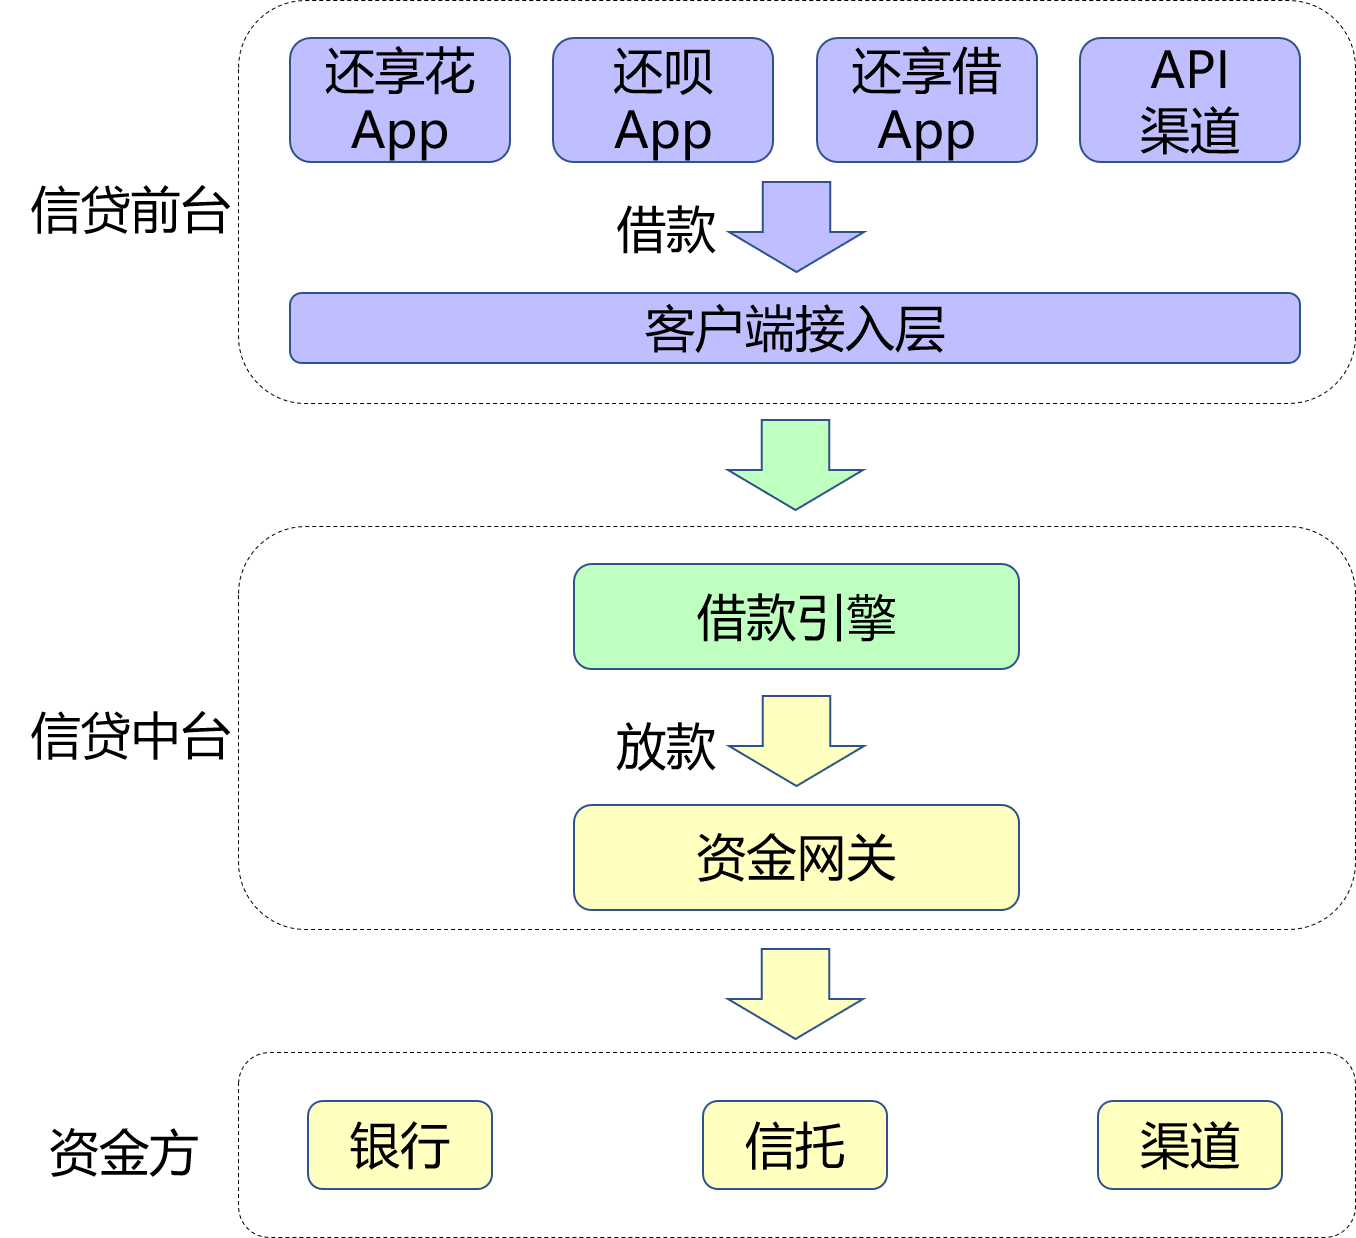 还享花
App
还呗
App
还享借
App
API
渠道
信贷前台
借款
客户端接入层
借款引擎
信贷中台
放款
资金网关
资金方
银行
信托
渠道